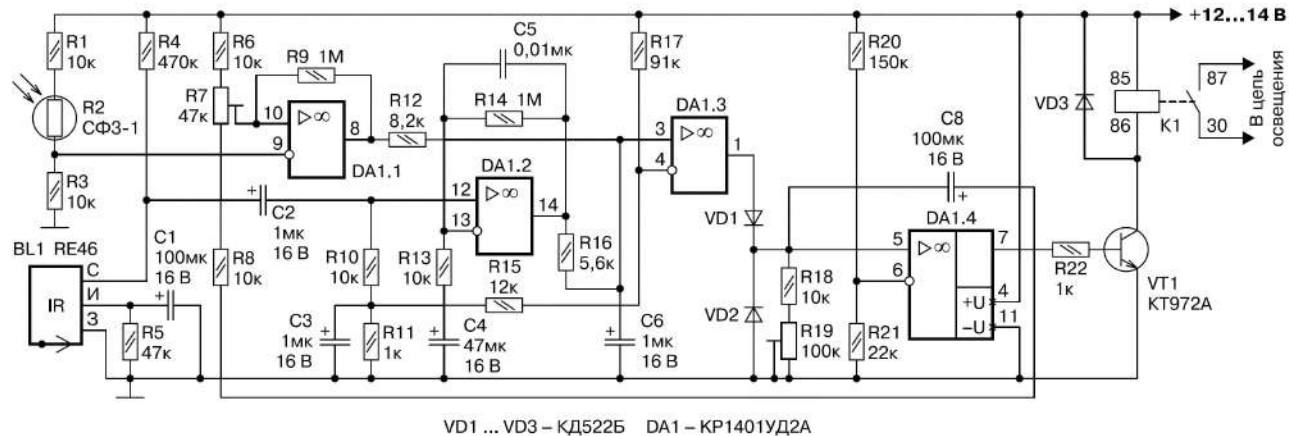 +12...14 В
R1
10к
R2
СФ3-1
R3
10к
BL1 RE46
IR
С
И
З
R4
470к
R5
47к
C1
100мк
16 В
R6
10к
R7
47к
R8
10к
R9 1М
10
9
8
▷∞
DA1.1
R12
8,2к
C2
1мк
16 В
R10
10к
R11
1к
C3
1мк
16 В
R13
10к
C4
47мк
16 В
C5
0,01мк
R14 1М
DA1.2
12
13
14
▷∞
R15
12к
R16
5,6к
C6
1мк
16 В
R17
91к
DA1.3
3
4
1
▷∞
VD1
VD2
R18
10к
R19
100к
R20
150к
R21
22к
C8
100мк
16 В
DA1.4
5
6
7
4
11
▷∞
+U
−U
R22
1к
VT1
КТ972А
VD3
85
86
K1
87
30
В цепь
освещения
VD1 ... VD3 – КД522Б DA1 – КР1401УД2А